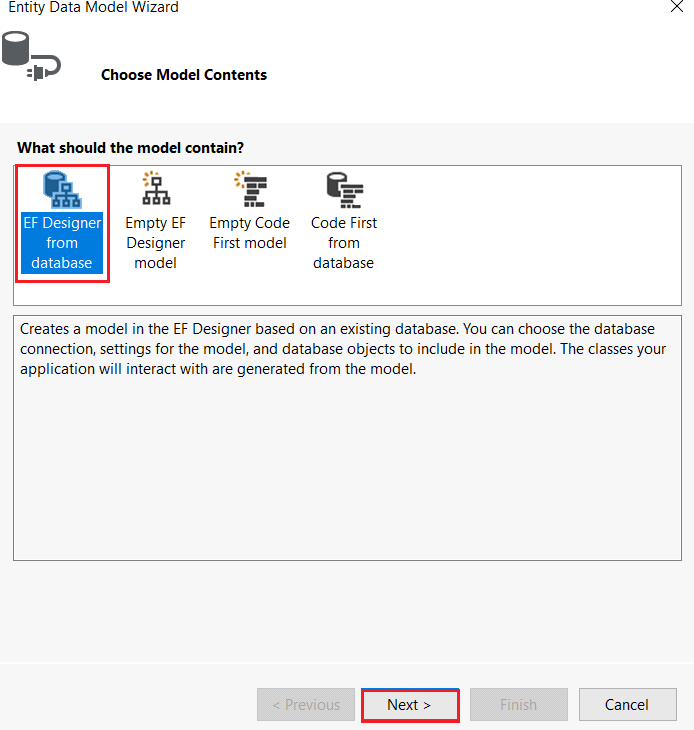 Entity Data Model Wizard
Choose Model Contents
What should the model contain?
EF Designer
from
database
Empty EF
Designer
model
Empty Code
First model
Code First
from
database
Creates a model in the EF Designer based on an existing database. You can choose the database
connection, settings for the model, and database objects to include in the model. The classes your
application will interact with are generated from the model.
< Previous
Next >
Finish
Cancel